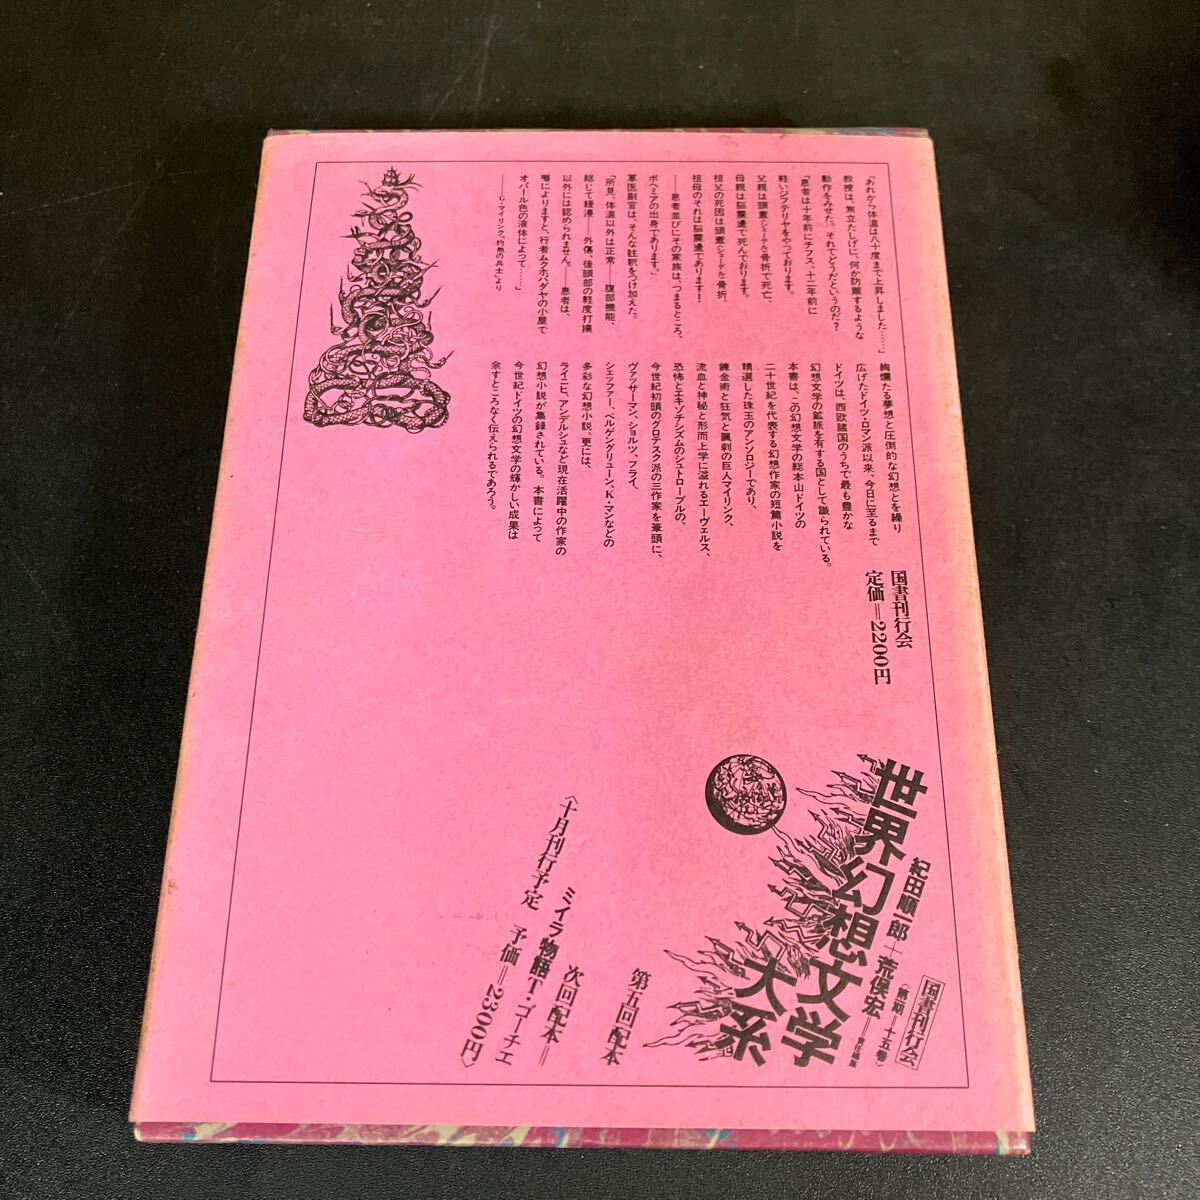 「あれから体温は八十度まで上昇しました……」
教授は、無立たしげに、何か防禦するような
動作をみせた。それでどうだというのだ？
「患者は十年前にチフス、十二年前に
軽いジフテリヤをやっております。
父親は頭蓋（シェーデル）骨折で死亡、
母親は脳震盪で死んでおります。
祖父の死因は頭蓋（シェーデル）骨折、
祖母のそれは脳震盪であります！
――患者並びにその家族は、つまるところ、
ボヘミアの出身であります。」
軍医副官は、そんな註釈をつけ加えた。
「所見、体温以外は正常――腹部機能、
総じて緩漫――外傷、後頭部の軽度打撲
以外には認められません。――患者は、
囁によりますと、行者ムクホパダヤの小屋で
オパール色の液体によって……」
――G・マイリンク「灼熱の兵士」より
絢爛たる夢想と圧倒的な幻想とを繰り
広げたドイツ・ロマン派以来、今日に至るまで
ドイツは、西欧諸国のうちで最も豊かな
幻想文学の鉱脈を有する国として識られている。
本書は、この幻想文学の総本山ドイツの
二十世紀を代表する幻想作家の短篇小説を
精選した珠玉のアンソロジーであり、
錬金術と狂気と諷刺の巨人マイリンク、
流血と神秘と形而上学に溢れるエーヴェルス、
恐怖とエキゾチシズムのシュトローブルの、
今世紀初頭のグロテスク派の三作家を筆頭に、
ヴァッサーマン、ショルツ、フライ、
シェッファー、ベルゲングリューン、K・マンなどの
多彩な幻想小説、更には、
ライニヒ、アンデルシュなど現在活躍中の作家の
幻想小説が集録されている。本書によって
今世紀ドイツの幻想文学の輝かしい成果は
余すところなく伝えられるであろう。
国書刊行会
定価＝2200円
国書刊行会
世界幻想文学
大系
紀田順一郎＋荒俣宏＝責任編集
〈第一期＝十五巻〉
第五回配本
次回配本＝
ミイラ物語T・ゴーチエ
〈十月刊行予定　予価＝2300円〉